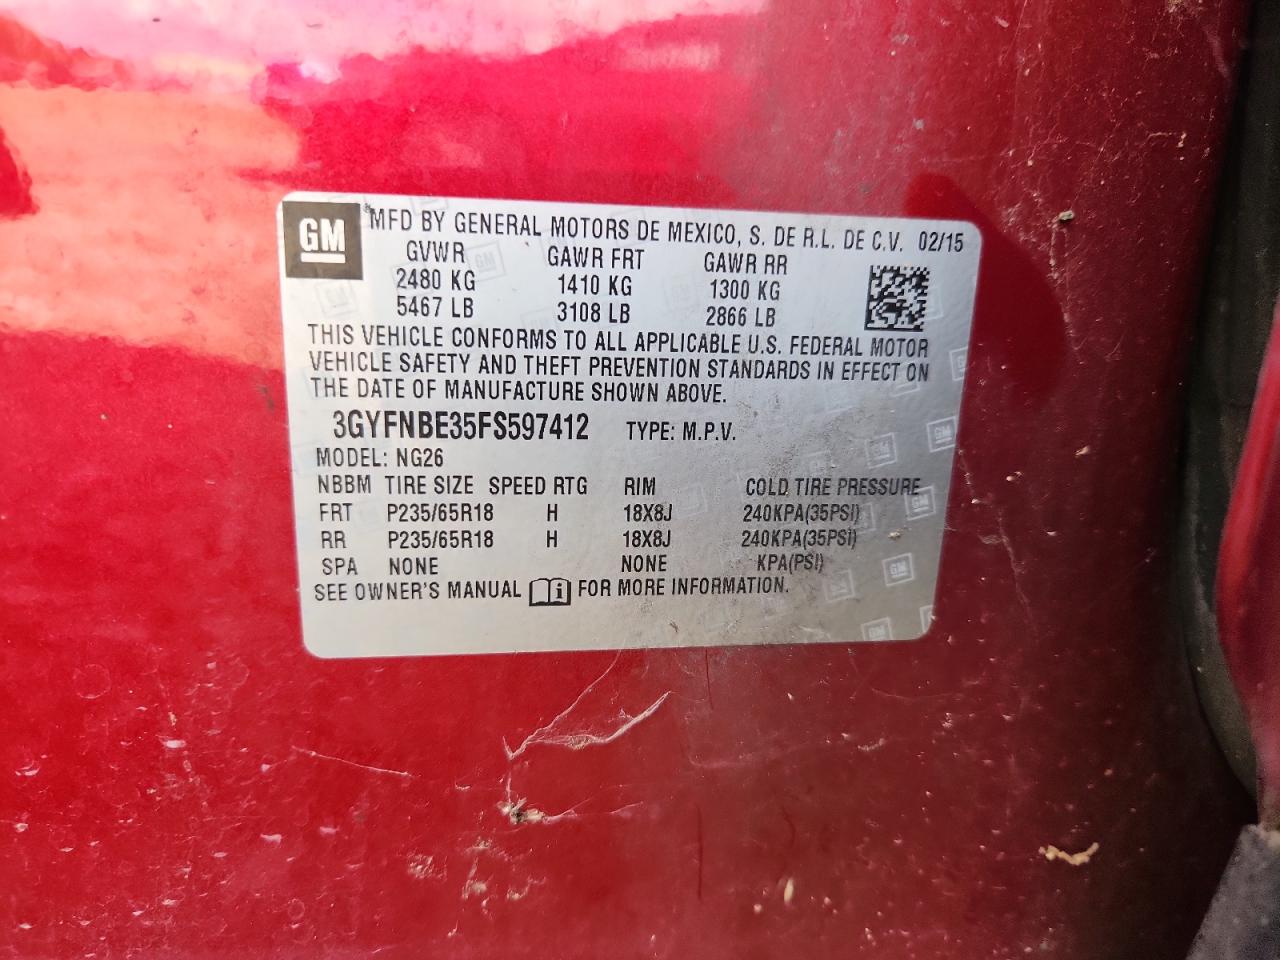 GM MFD BY GENERAL MOTORS DE MEXICO, S. DE R.L. DE C.V. 02/15
GVWR GAWR FRT GAWR RR
2480 KG 1410 KG 1300 KG
5467 LB 3108 LB 2866 LB
THIS VEHICLE CONFORMS TO ALL APPLICABLE U.S. FEDERAL MOTOR
VEHICLE SAFETY AND THEFT PREVENTION STANDARDS IN EFFECT ON
THE DATE OF MANUFACTURE SHOWN ABOVE.
3GYFNBE35FS597412 TYPE: M.P.V.
MODEL: NG26
NBBM TIRE SIZE SPEED RTG RIM COLD TIRE PRESSURE
FRT P235/65R18 H 18X8J 240KPA(35PSI)
RR P235/65R18 H 18X8J 240KPA(35PSI)
SPA NONE NONE KPA(PSI)
SEE OWNER'S MANUAL FOR MORE INFORMATION.